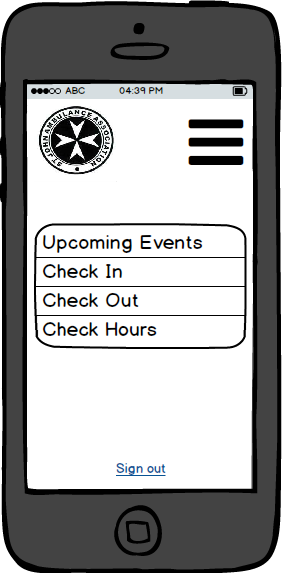 ABC 04:39 PM
ST JOHN AMBULANCE ASSOCIATION
Upcoming Events
Check In
Check Out
Check Hours
Sign out